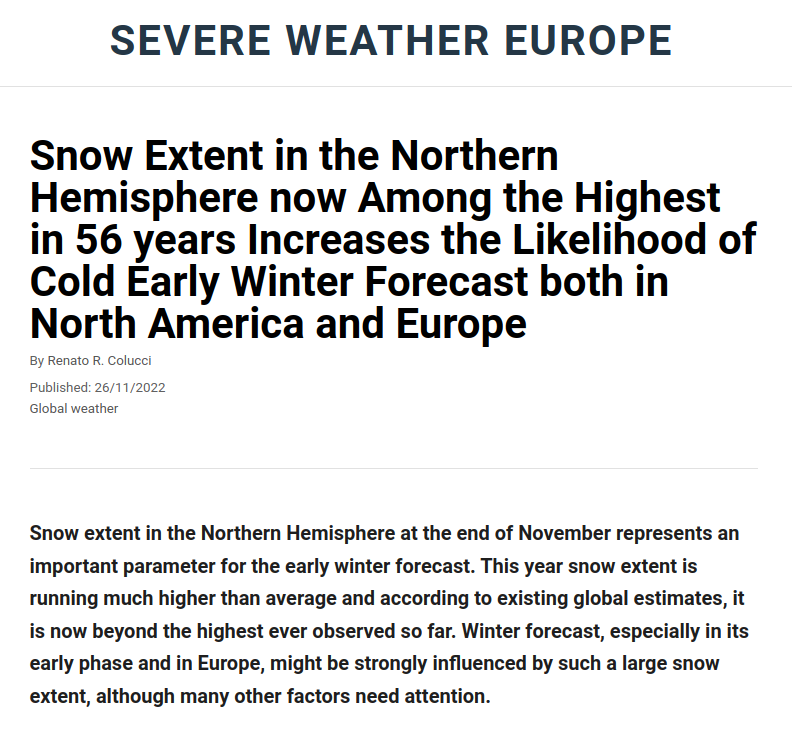 SEVERE WEATHER EUROPE
Snow Extent in the Northern
Hemisphere now Among the Highest
in 56 years Increases the Likelihood of
Cold Early Winter Forecast both in
North America and Europe
By Renato R. Colucci
Published: 26/11/2022
Global weather
Snow extent in the Northern Hemisphere at the end of November represents an
important parameter for the early winter forecast. This year snow extent is
running much higher than average and according to existing global estimates, it
is now beyond the highest ever observed so far. Winter forecast, especially in its
early phase and in Europe, might be strongly influenced by such a large snow
extent, although many other factors need attention.